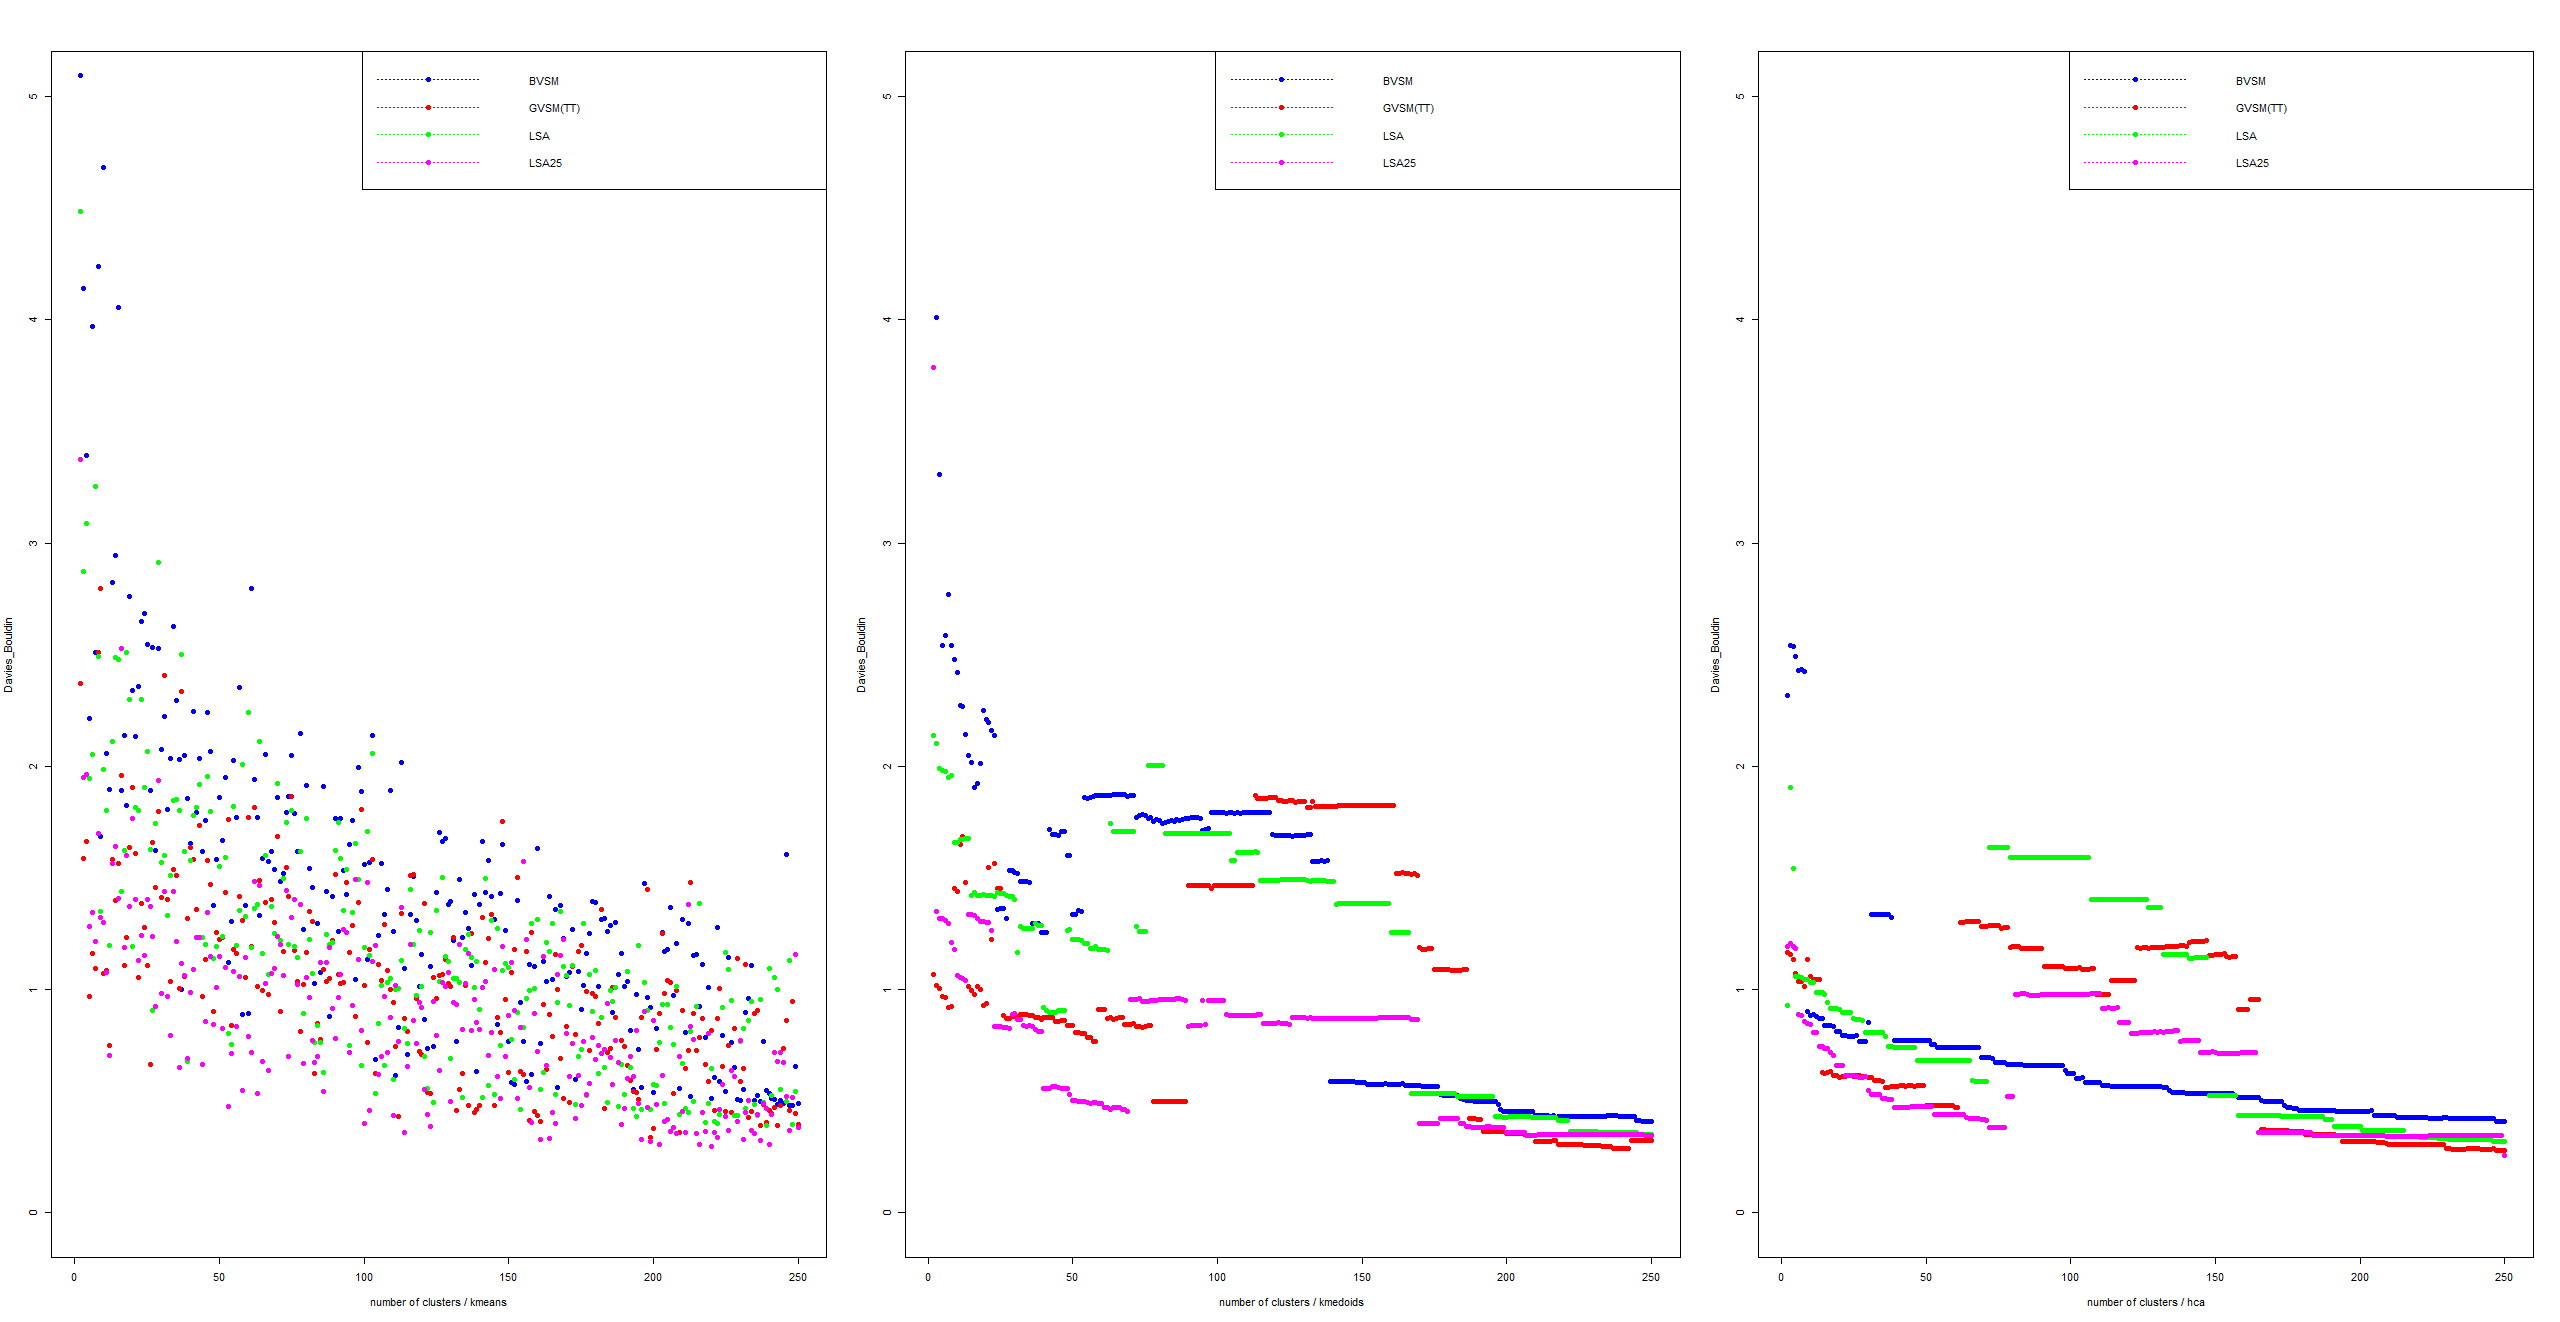 BVSM
GVSM(TT)
LSA
LSA25
Davies_Bouldin
5
4
3
2
1
0
0 50 100 150 200 250
number of clusters / kmeans
BVSM
GVSM(TT)
LSA
LSA25
Davies_Bouldin
5
4
3
2
1
0
0 50 100 150 200 250
number of clusters / kmedoids
BVSM
GVSM(TT)
LSA
LSA25
Davies_Bouldin
5
4
3
2
1
0
0 50 100 150 200 250
number of clusters / hca